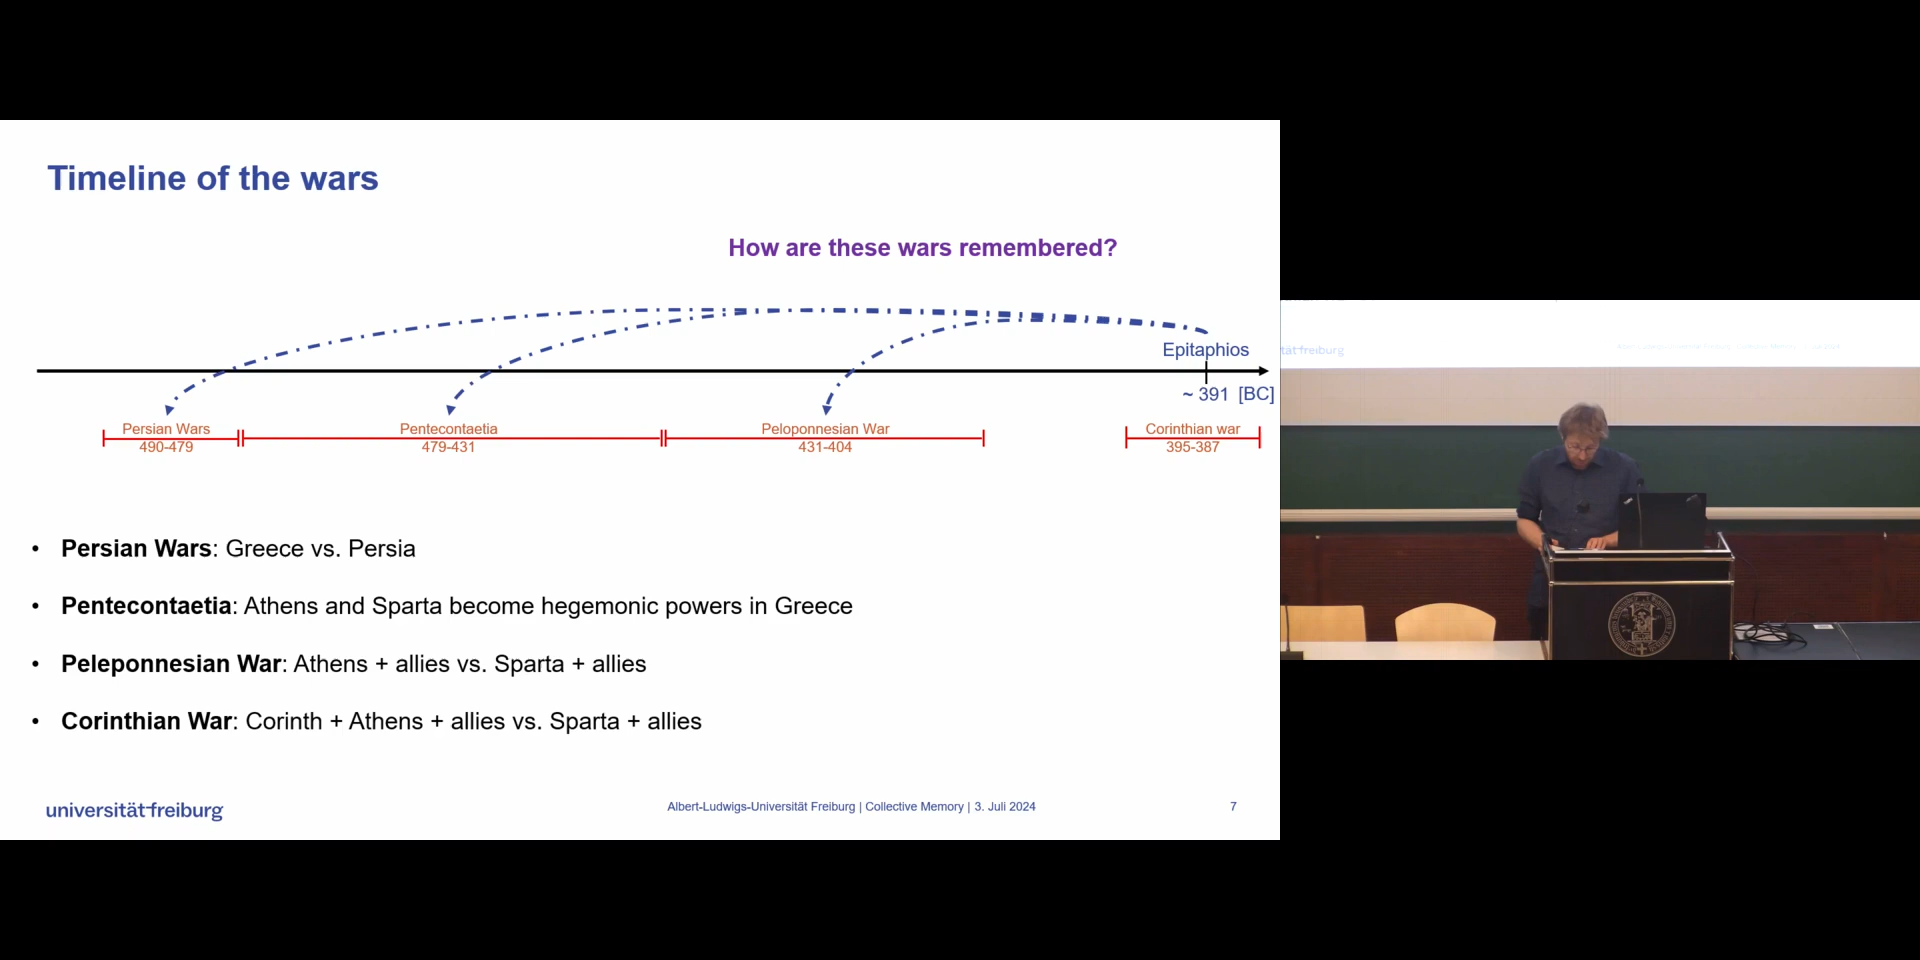 Timeline of the wars
How are these wars remembered?
Epitaphios
~ 391 [BC]
Persian Wars
490-479
Pentecontaetia
479-431
Peloponnesian War
431-404
Corinthian war
395-387
• Persian Wars: Greece vs. Persia
• Pentecontaetia: Athens and Sparta become hegemonic powers in Greece
• Peleponnesian War: Athens + allies vs. Sparta + allies
• Corinthian War: Corinth + Athens + allies vs. Sparta + allies
universität freiburg
Albert-Ludwigs-Universität Freiburg | Collective Memory | 3. Juli 2024
7
tät freiburg